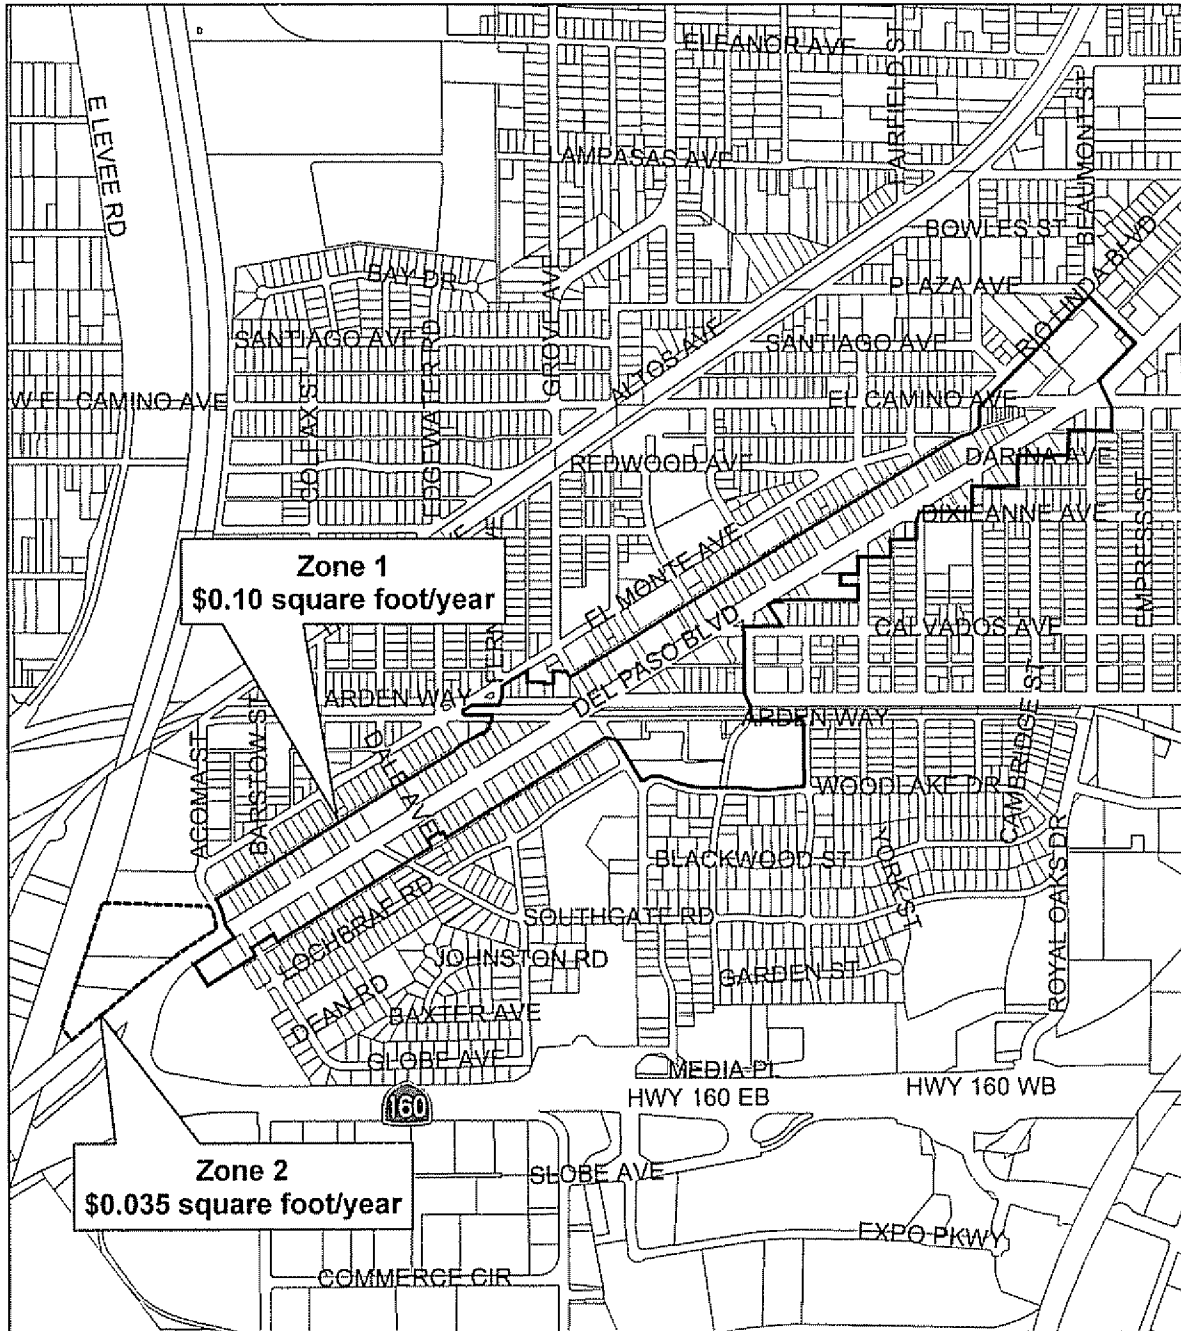 ELEANOR AVE
FAIRFIELD ST
BEAUMONT ST
E LEVEE RD
LAMPASAS AVE
BOWLES ST
BAY DR
GROVE AVE
PLAZA AVE
RIO LINDA BLVD
SANTIAGO AVE
EDGEWATER RD
ALTOS AVE
SANTIAGO AVE
W EL CAMINO AVE
EL CAMINO AVE
COLFAX ST
REDWOOD AVE
DARINA AVE
DIXIEANNE AVE
EMPRESS ST
Zone 1
$0.10 square foot/year
EL MONTE AVE
DEL PASO BLVD
CALVADOS AVE
ARDEN WAY
ARDEN WAY
CAMBRIDGE ST
ACOMA ST
BARSTOW ST
DALE AVE
WOODLAKE DR
BLACKWOOD ST
YORK ST
ROYAL OAKS DR
LOCHBRAE RD
SOUTHGATE RD
JOHNSTON RD
GARDEN ST
DEAN RD
BAXTER AVE
GLOBE AVE
MEDIA PL
160
HWY 160 EB
HWY 160 WB
Zone 2
$0.035 square foot/year
SLOBE AVE
EXPO PKWY
COMMERCE CIR